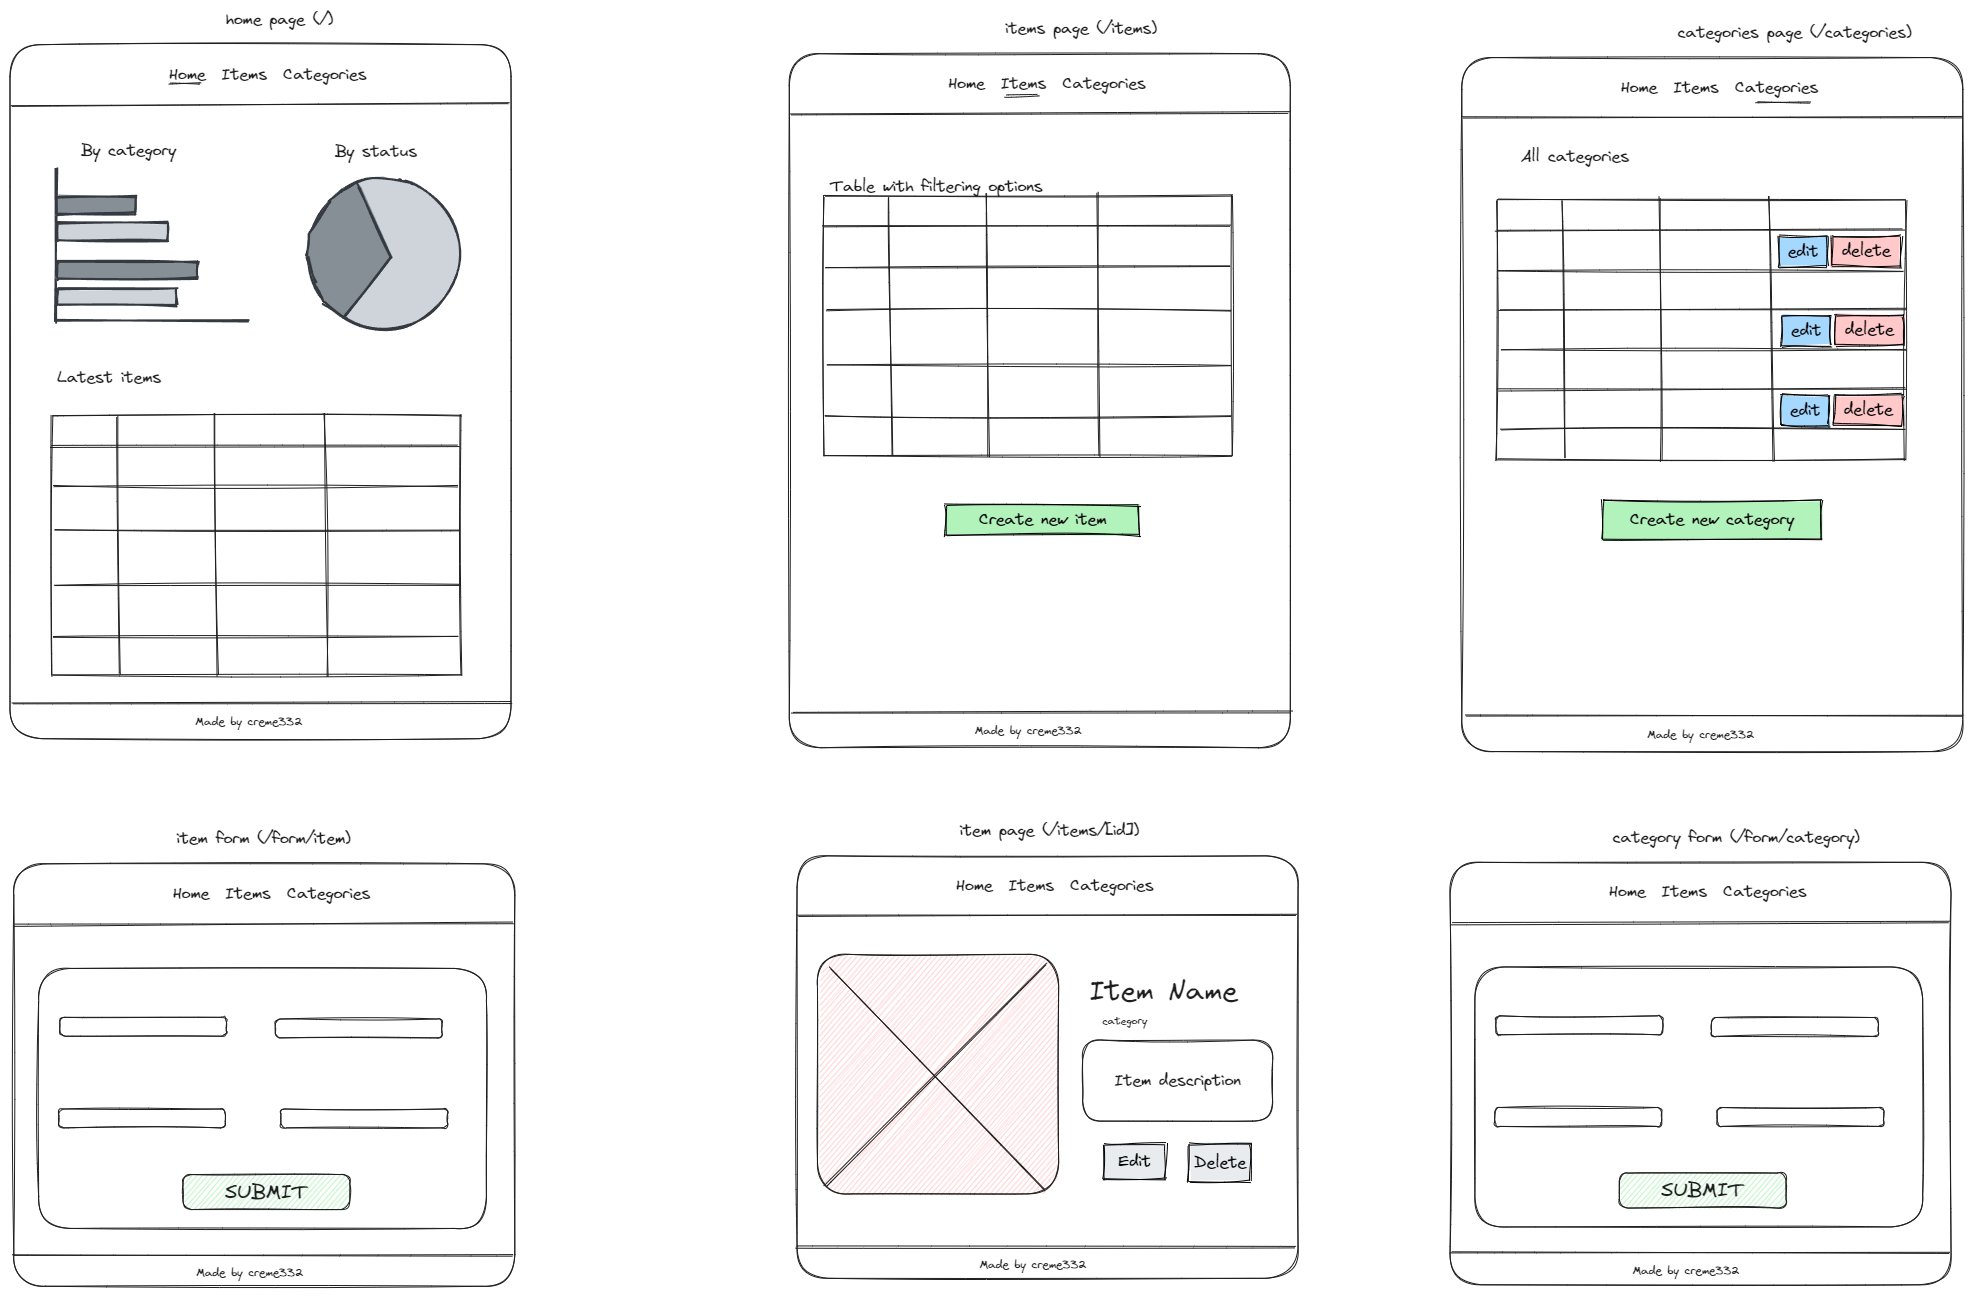 home page (/)
Home Items Categories
By category
By status
Latest items
Made by creme332
items page (/items)
Home Items Categories
Table with filtering options
Create new item
Made by creme332
categories page (/categories)
Home Items Categories
All categories
edit delete
edit delete
edit delete
Create new category
Made by creme332
item form (/form/item)
Home Items Categories
SUBMIT
Made by creme332
item page (/items/[id])
Home Items Categories
Item Name
category
Item description
Edit Delete
Made by creme332
category form (/form/category)
Home Items Categories
SUBMIT
Made by creme332